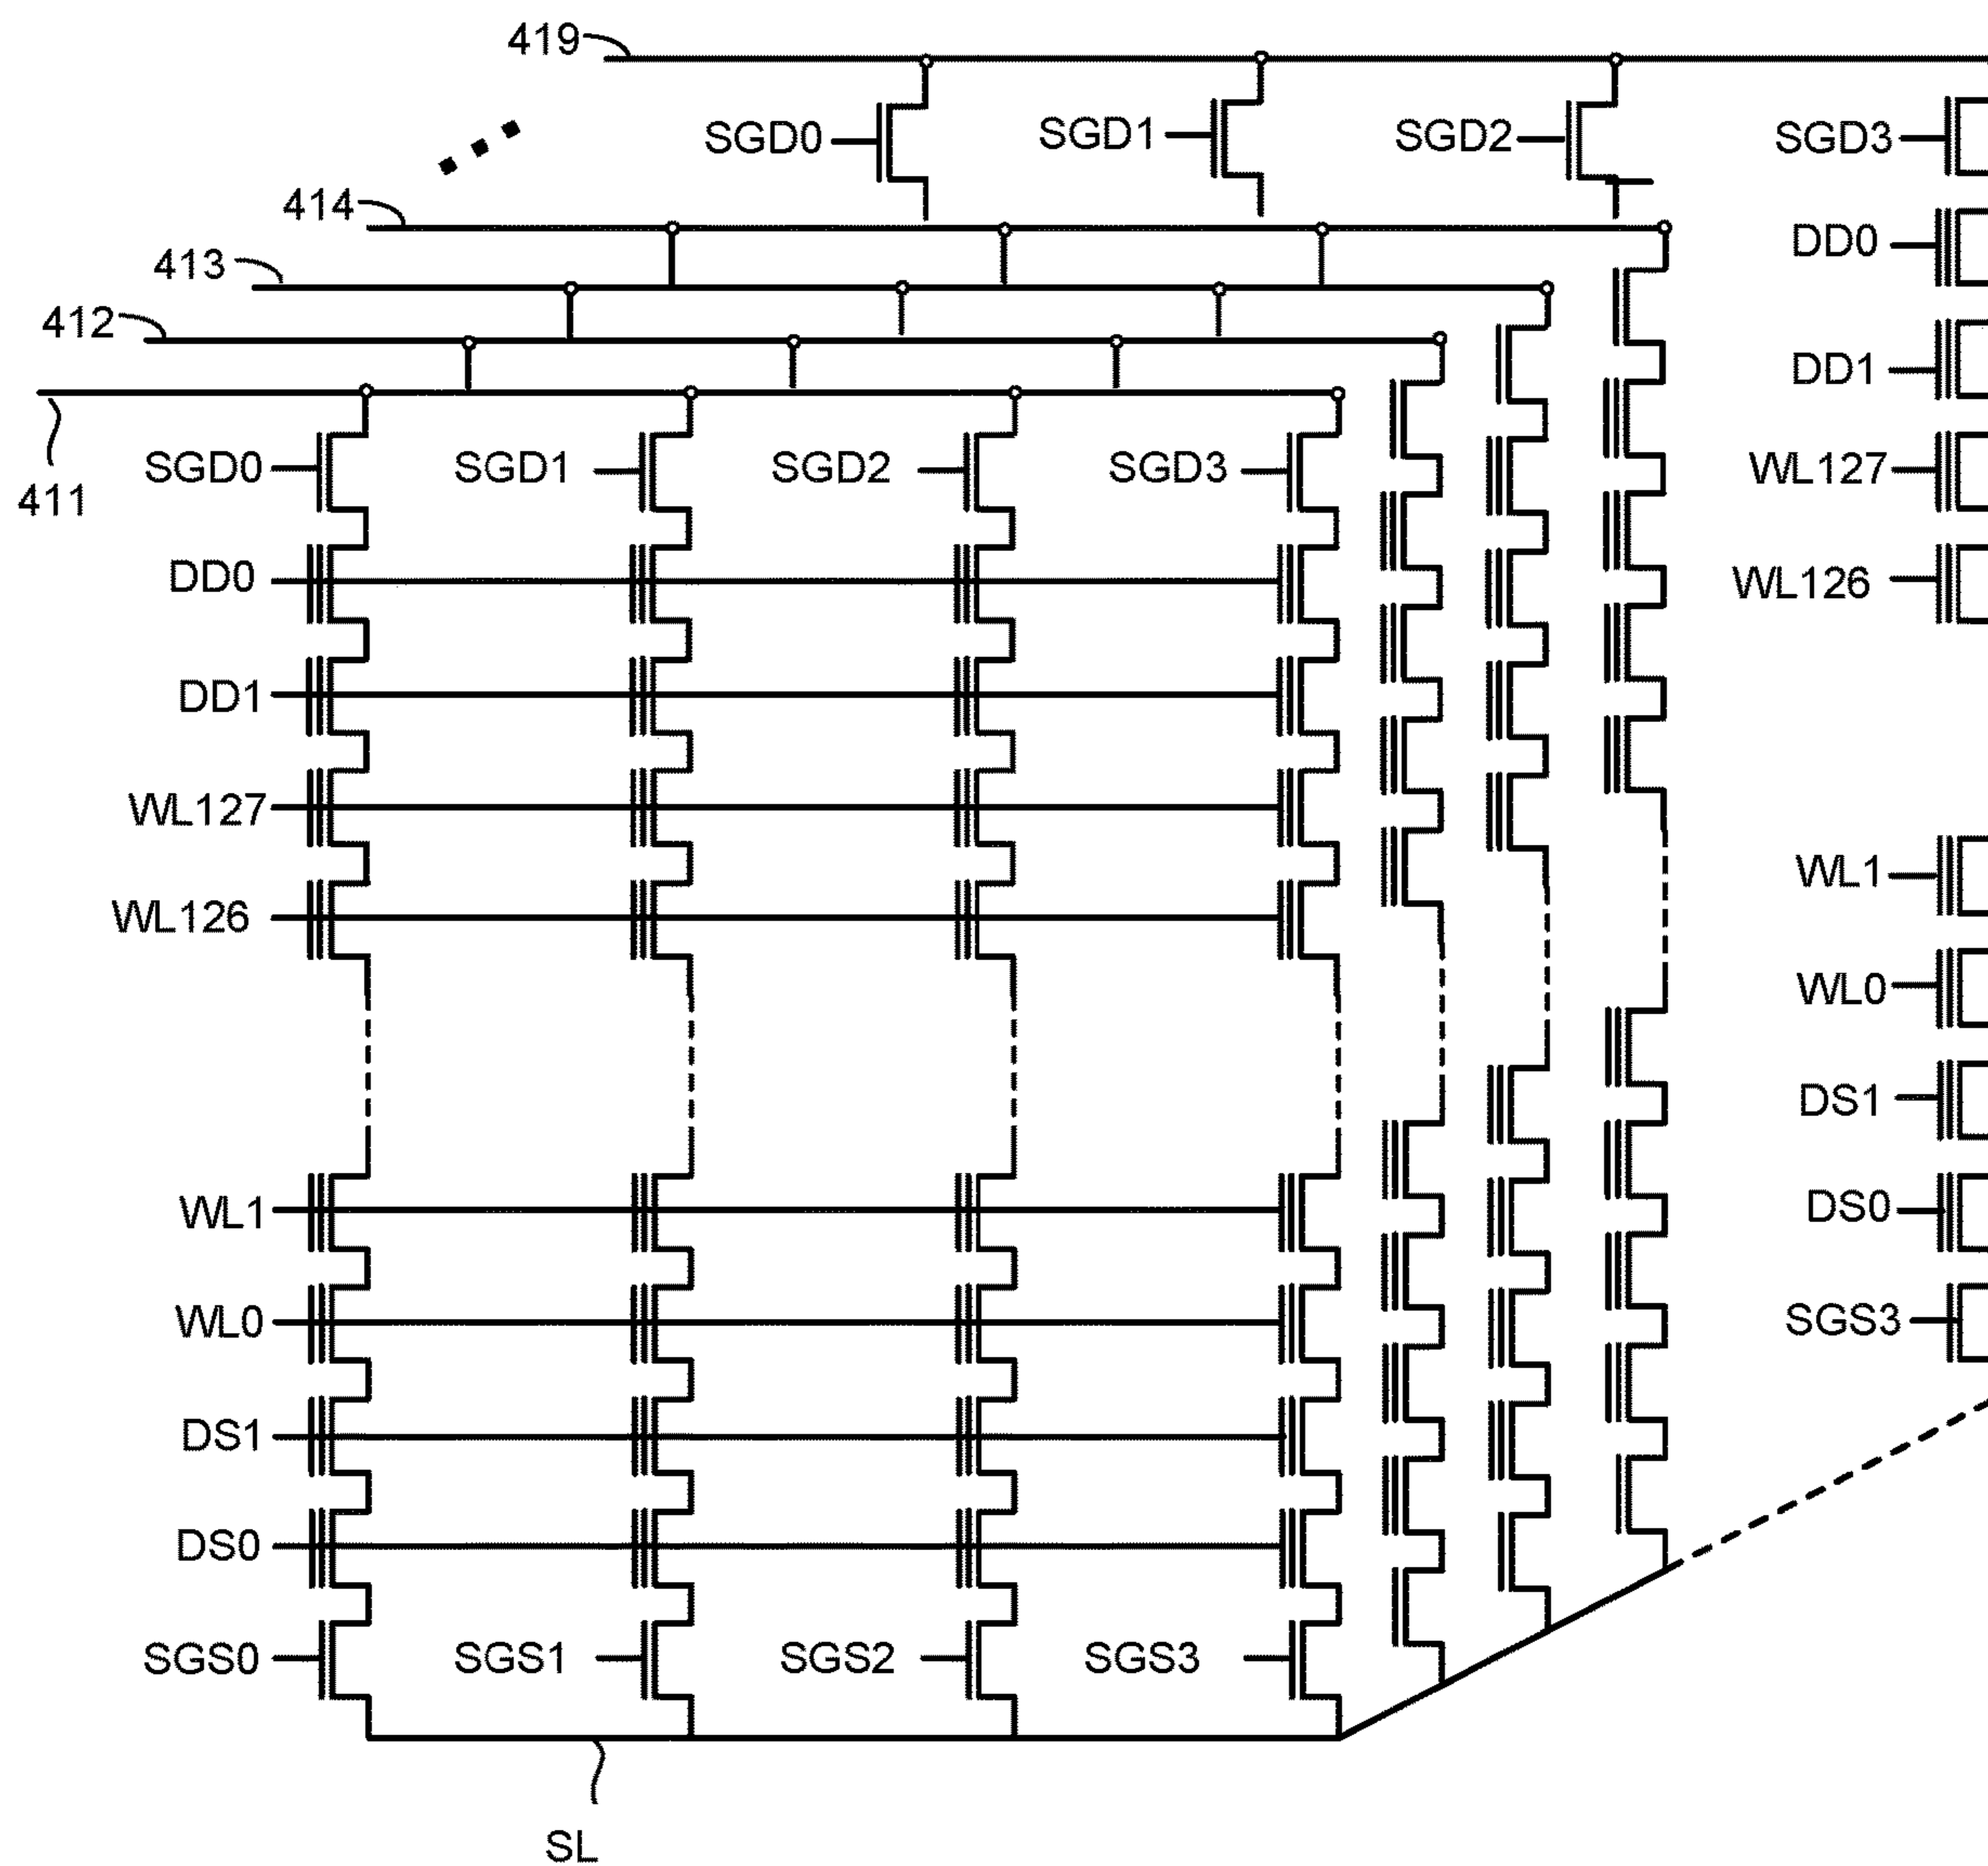 419
SGD0 SGD1 SGD2 SGD3
414
DD0
413
412
DD1
SGD0 SGD1 SGD2 SGD3 WL127
411
DD0 WL126
DD1
WL127
WL126 WL1
WL0
DS1
WL1 DS0
WL0 SGS3
DS1
DS0
SGS0 SGS1 SGS2 SGS3
SL